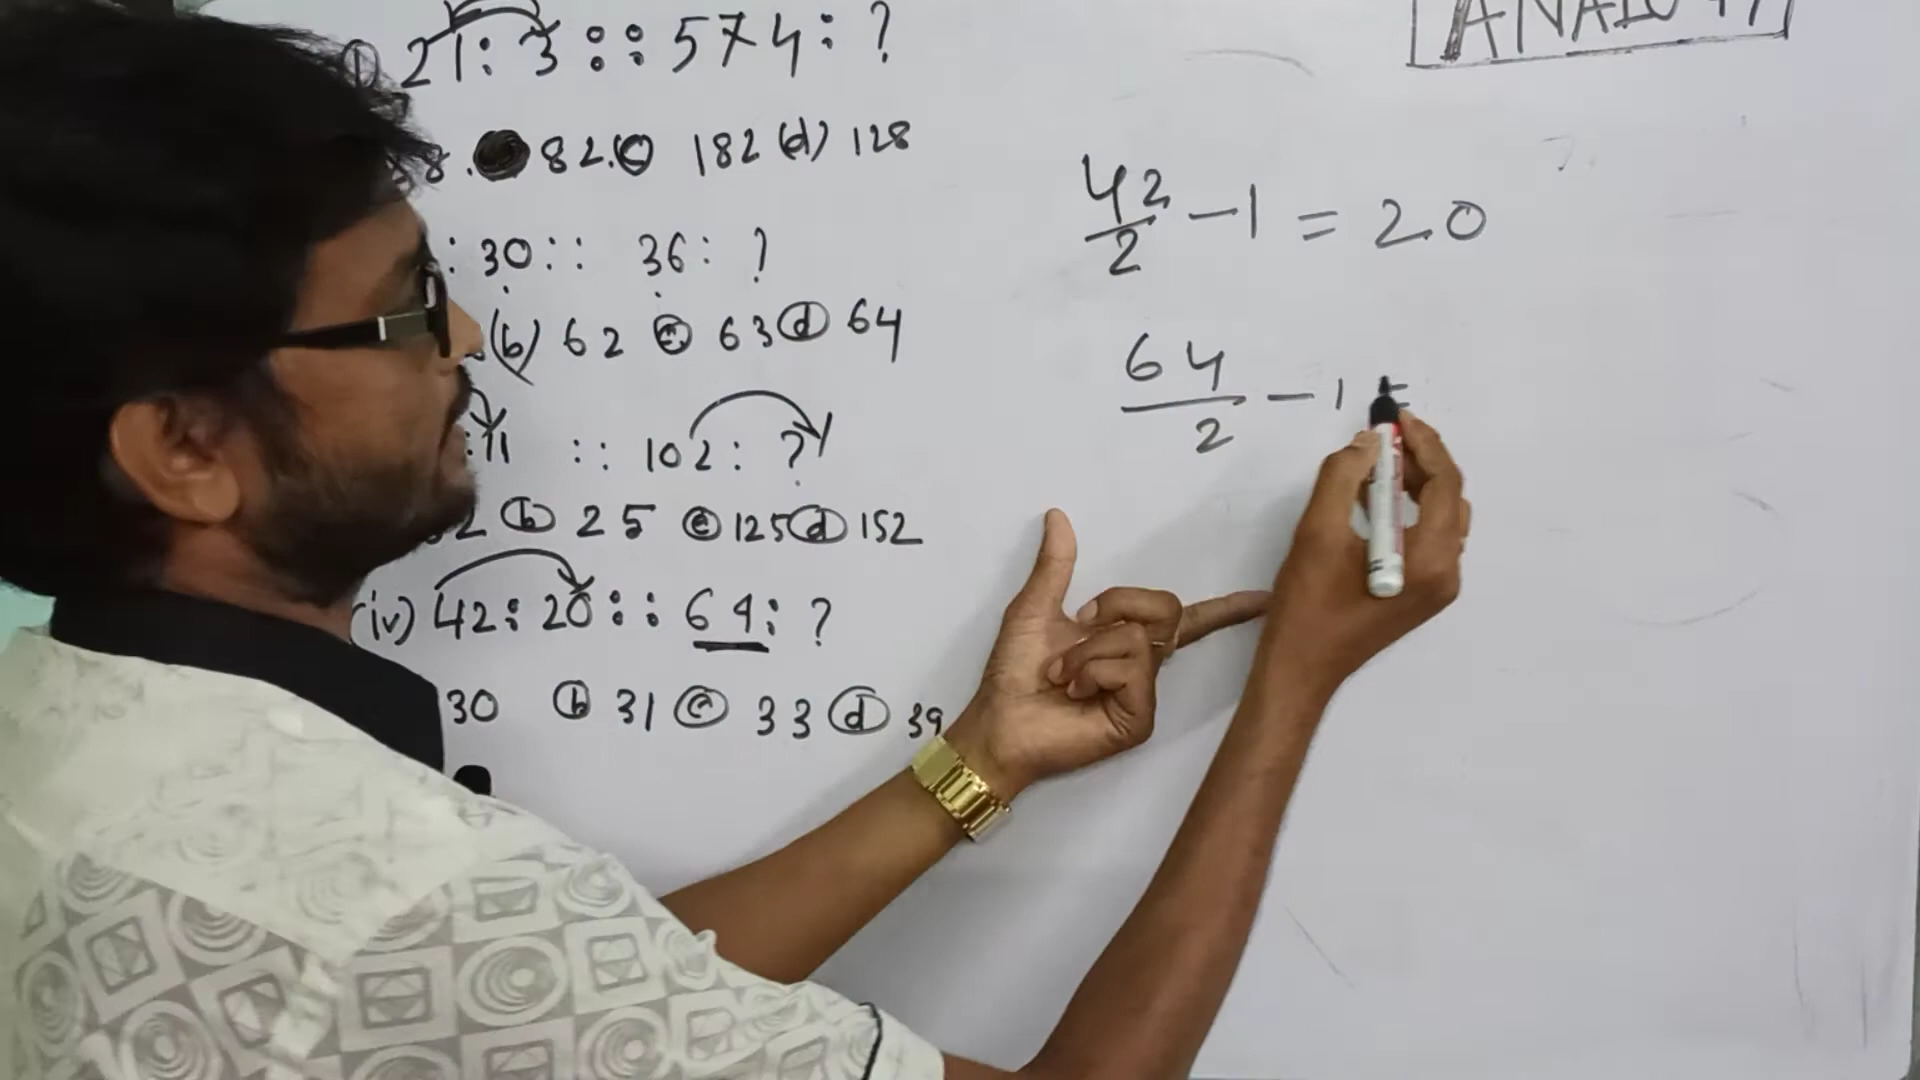 ANALOGY
i) 21 : 3 :: 574 : ?
8. 82. (c) 182 (d) 128
: 30 :: 36 : ?
(b) 62 (c) 63 (d) 64
: 11 :: 102 : ?
2 (b) 25 (c) 125 (d) 152
(iv) 42 : 20 :: 64 : ?
30 (b) 31 (c) 33 (d) 39
42/2 - 1 = 20
64/2 - 1 =